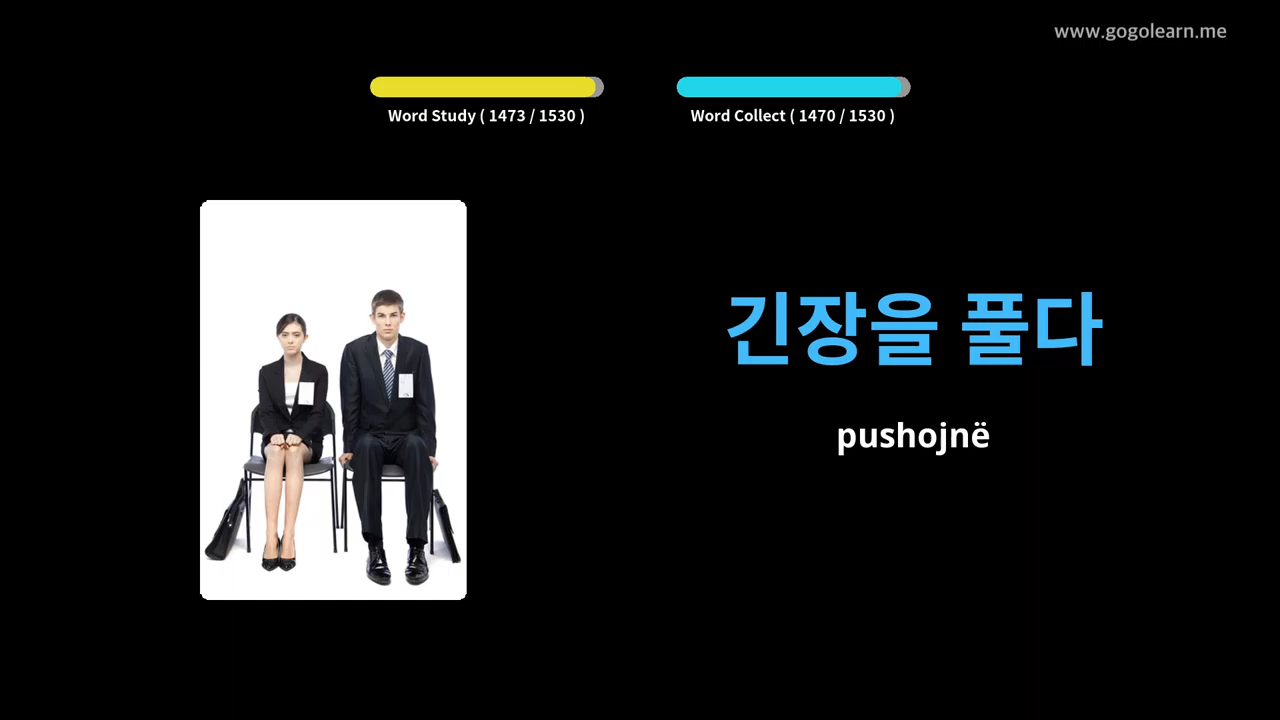 www.gogolearn.me
Word Study ( 1473 / 1530 )
Word Collect ( 1470 / 1530 )
긴장을 풀다
pushojnë